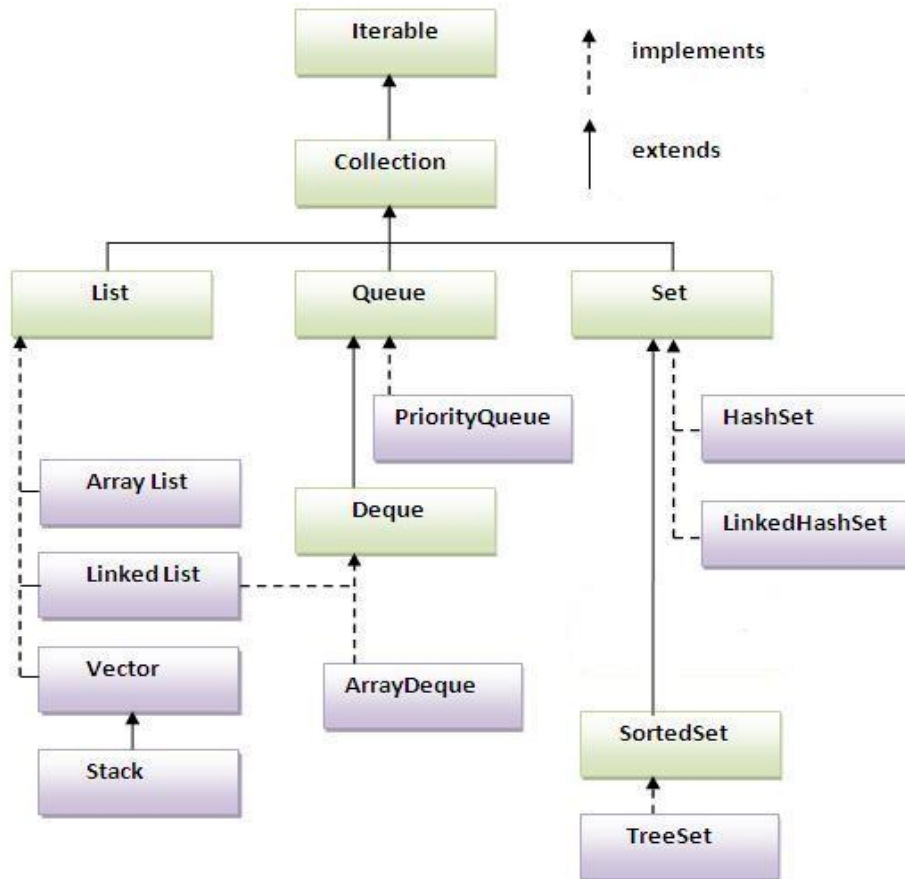 Iterable
implements
Collection
extends
List
Queue
Set
PriorityQueue
HashSet
Array List
Deque
LinkedHashSet
Linked List
Vector
ArrayDeque
SortedSet
Stack
TreeSet